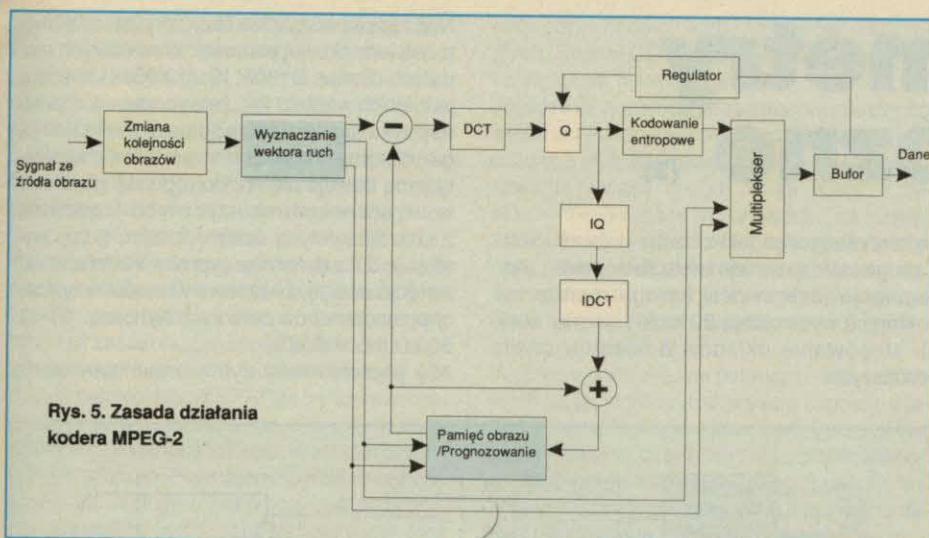 Regulator
Zmiana
kolejności
obrazów
Wyznaczanie
wektora ruch
DCT
Q
Kodowanie
entropowe
Multiplekser
Bufor
Dane
Sygnał ze
źródła obrazu
IQ
IDCT
Rys. 5. Zasada działania
kodera MPEG-2
Pamięć obrazu
/Prognozowanie